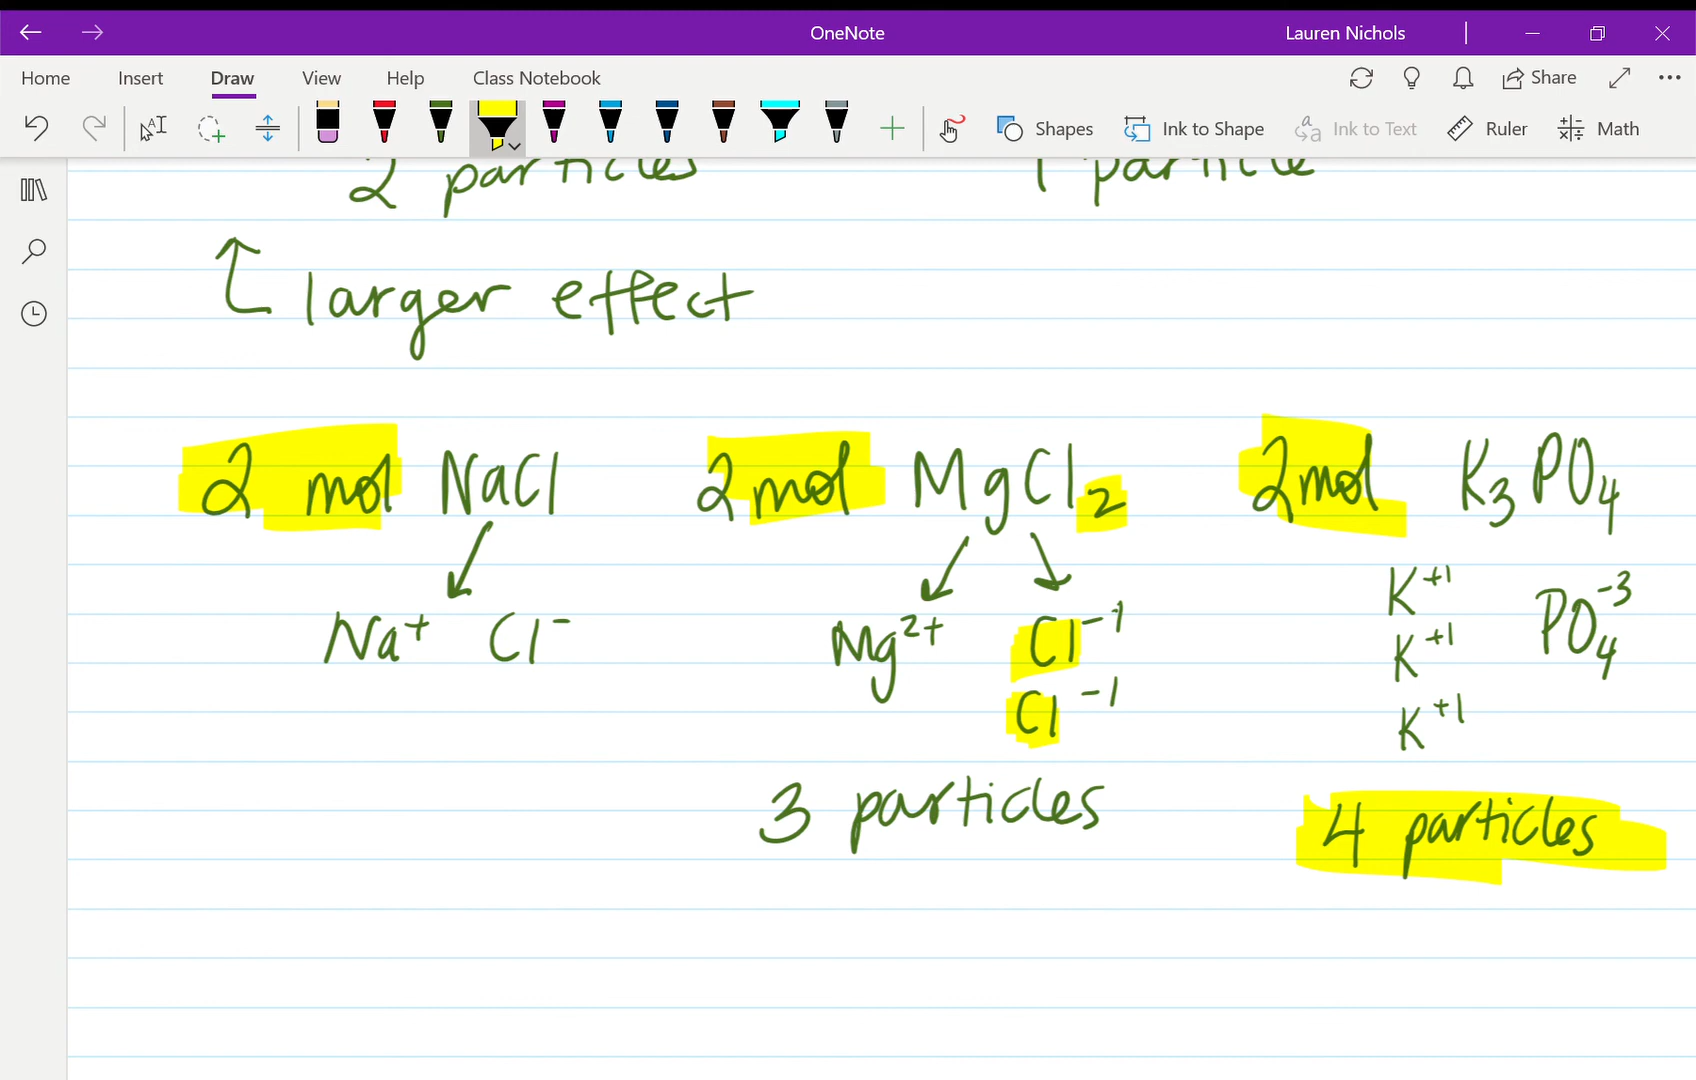 OneNote
Lauren Nichols
Home Insert Draw View Help Class Notebook Share
Shapes Ink to Shape Ink to Text Ruler Math
2 particles 1 particle
larger effect
2 mol NaCl 2 mol MgCl₂ 2 mol K₃PO₄
Na⁺ Cl⁻ Mg²⁺ Cl⁻¹ K⁺¹ PO₄⁻³
K⁺¹
Cl⁻¹ K⁺¹
3 particles 4 particles